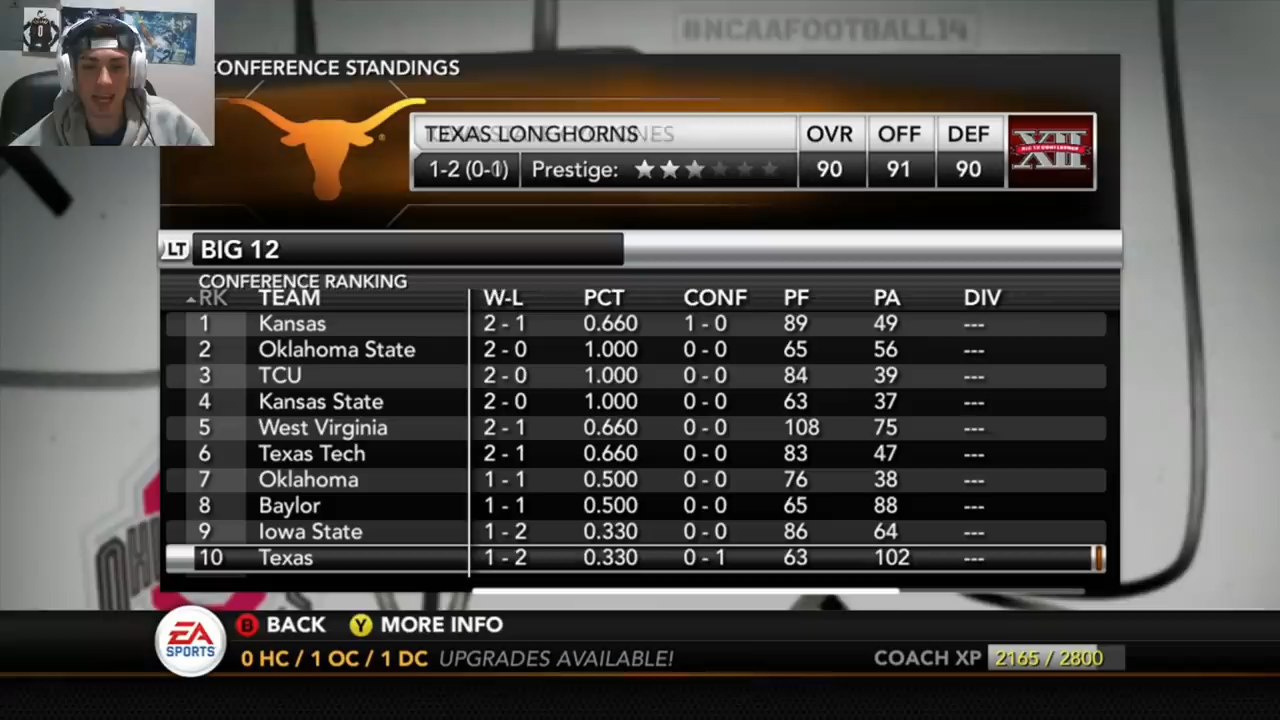 #NCAAFOOTBALL14
0
CONFERENCE STANDINGS
TEXAS LONGHORNS OVR OFF DEF
1-2 (0-1) Prestige: 90 91 90
XII
LT BIG 12
CONFERENCE RANKING
RK TEAM W-L PCT CONF PF PA DIV
1 Kansas 2 - 1 0.660 1 - 0 89 49 ---
2 Oklahoma State 2 - 0 1.000 0 - 0 65 56 ---
3 TCU 2 - 0 1.000 0 - 0 84 39 ---
4 Kansas State 2 - 0 1.000 0 - 0 63 37 ---
5 West Virginia 2 - 1 0.660 0 - 0 108 75 ---
6 Texas Tech 2 - 1 0.660 0 - 0 83 47 ---
7 Oklahoma 1 - 1 0.500 0 - 0 76 38 ---
8 Baylor 1 - 1 0.500 0 - 0 65 88 ---
9 Iowa State 1 - 2 0.330 0 - 0 86 64 ---
10 Texas 1 - 2 0.330 0 - 1 63 102 ---
EA SPORTS
B BACK Y MORE INFO
0 HC / 1 OC / 1 DC UPGRADES AVAILABLE! COACH XP 2165 / 2800